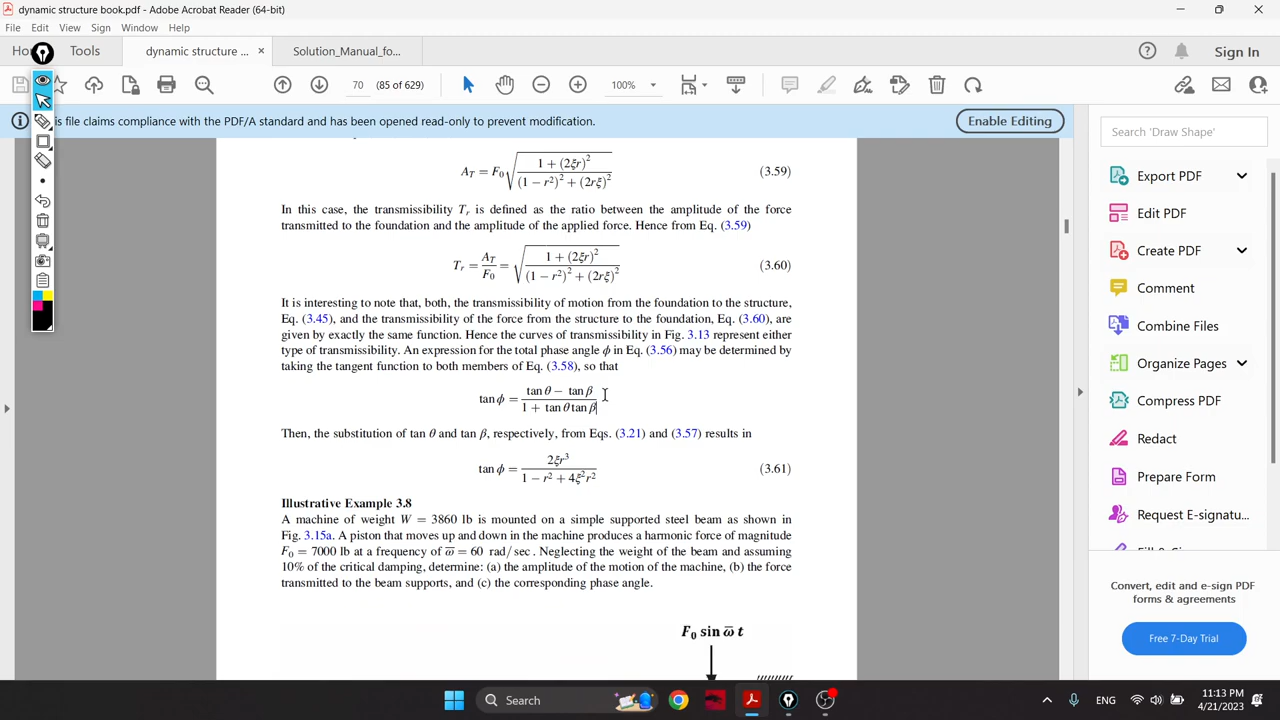 dynamic structure book.pdf - Adobe Acrobat Reader (64-bit)
File Edit View Sign Window Help
Tools dynamic structure ... Solution_Manual_fo... Sign In
70 (85 of 629) 100%
is file claims compliance with the PDF/A standard and has been opened read-only to prevent modification. Enable Editing
A_T = F_0 √((1 + (2ξr)^2) / ((1 − r^2)^2 + (2rξ)^2)) (3.59)
In this case, the transmissibility T_r is defined as the ratio between the amplitude of the force
transmitted to the foundation and the amplitude of the applied force. Hence from Eq. (3.59)
T_r = A_T / F_0 = √((1 + (2ξr)^2) / ((1 − r^2)^2 + (2rξ)^2)) (3.60)
It is interesting to note that, both, the transmissibility of motion from the foundation to the structure,
Eq. (3.45), and the transmissibility of the force from the structure to the foundation, Eq. (3.60), are
given by exactly the same function. Hence the curves of transmissibility in Fig. 3.13 represent either
type of transmissibility. An expression for the total phase angle ϕ in Eq. (3.56) may be determined by
taking the tangent function to both members of Eq. (3.58), so that
tan ϕ = (tan θ − tan β) / (1 + tan θ tan β)
Then, the substitution of tan θ and tan β, respectively, from Eqs. (3.21) and (3.57) results in
tan ϕ = 2ξr^3 / (1 − r^2 + 4ξ^2r^2) (3.61)
Illustrative Example 3.8
A machine of weight W = 3860 lb is mounted on a simple supported steel beam as shown in
Fig. 3.15a. A piston that moves up and down in the machine produces a harmonic force of magnitude
F_0 = 7000 lb at a frequency of ω̅ = 60 rad/sec. Neglecting the weight of the beam and assuming
10% of the critical damping, determine: (a) the amplitude of the motion of the machine, (b) the force
transmitted to the beam supports, and (c) the corresponding phase angle.
F_0 sin ω̅ t
Search 'Draw Shape'
Export PDF
Edit PDF
Create PDF
Comment
Combine Files
Organize Pages
Compress PDF
Redact
Prepare Form
Request E-signatu...
Convert, edit and e-sign PDF
forms & agreements
Free 7-Day Trial
Search
ENG
11:13 PM
4/21/2023